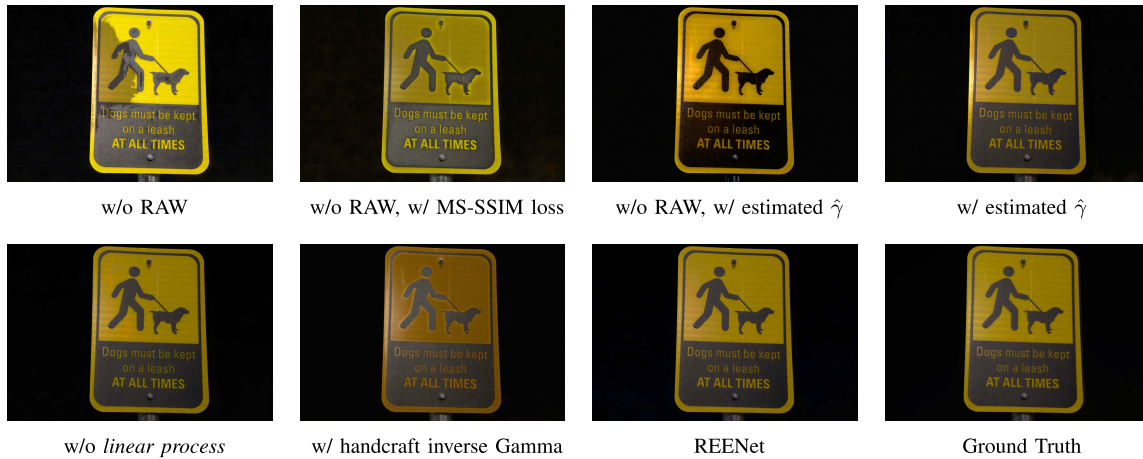 Dogs must be kept
on a leash
AT ALL TIMES
Dogs must be kept
on a leash
AT ALL TIMES
Dogs must be kept
on a leash
AT ALL TIMES
Dogs must be kept
on a leash
AT ALL TIMES
w/o RAW
w/o RAW, w/ MS-SSIM loss
w/o RAW, w/ estimated γ̂
w/ estimated γ̂
Dogs must be kept
on a leash
AT ALL TIMES
Dogs must be kept
on a leash
AT ALL TIMES
Dogs must be kept
on a leash
AT ALL TIMES
Dogs must be kept
on a leash
AT ALL TIMES
w/o linear process
w/ handcraft inverse Gamma
REENet
Ground Truth